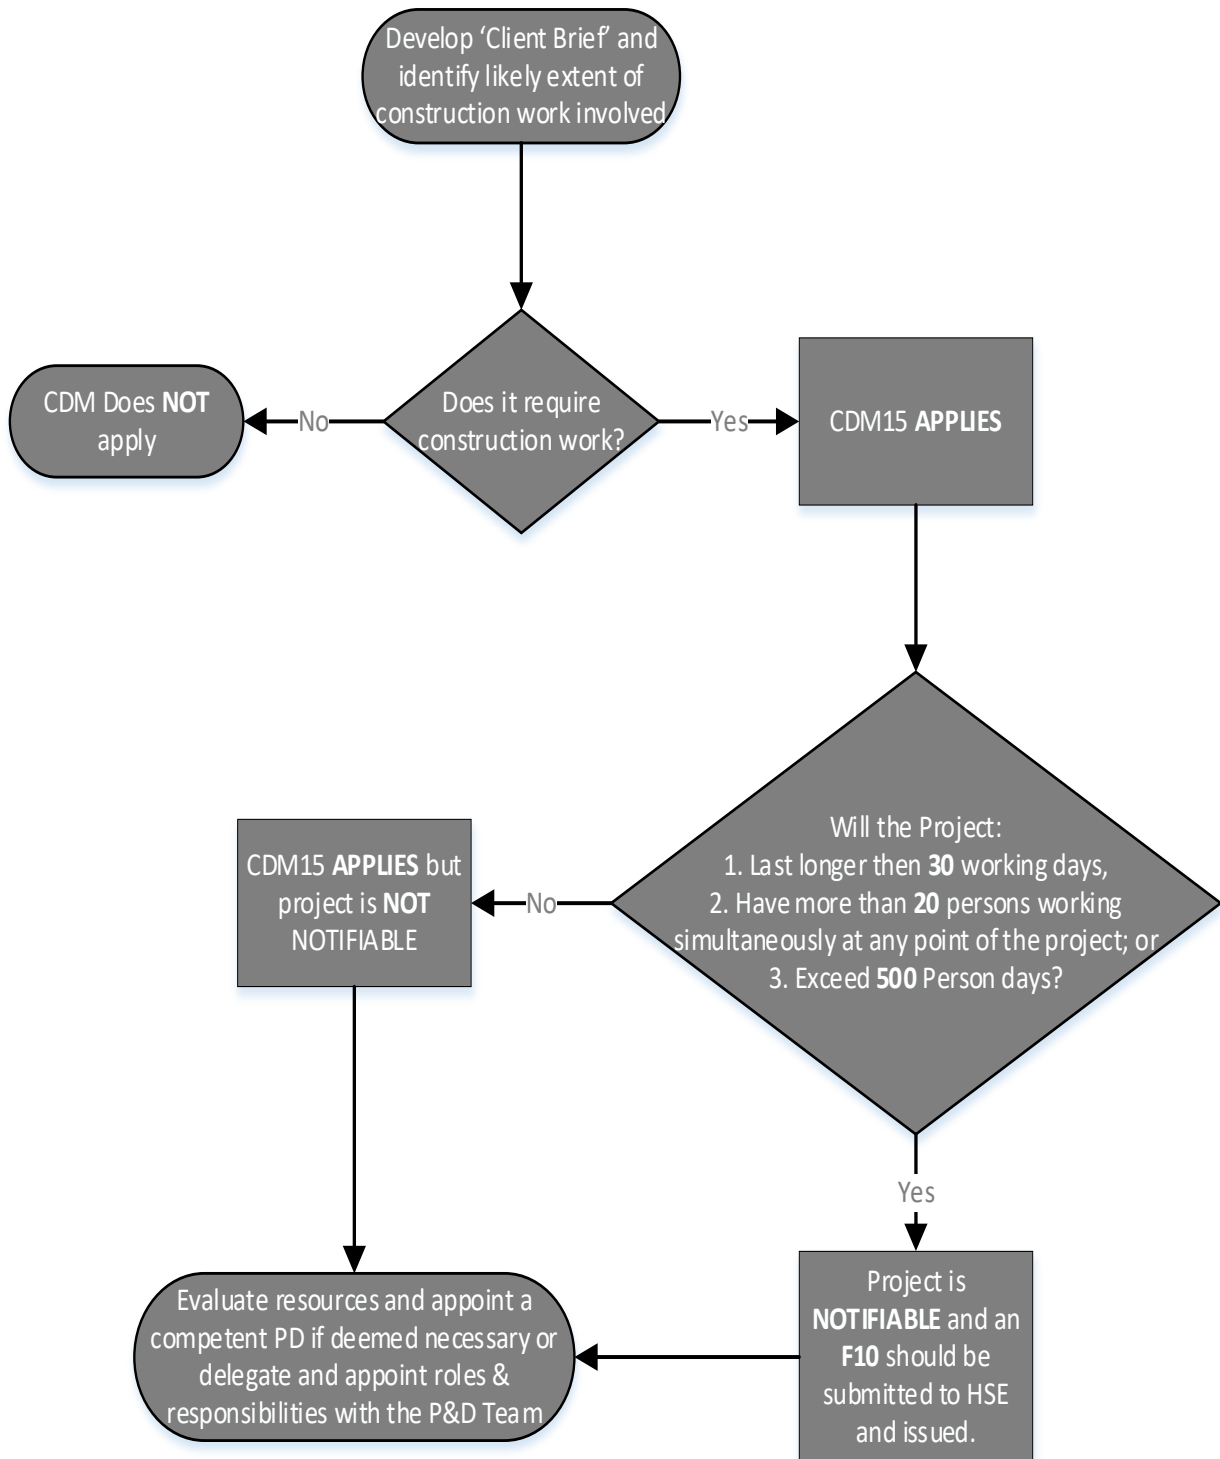 Develop ‘Client Brief’ and
identify likely extent of
construction work involved
CDM Does NOT
apply
No
Does it require
construction work?
Yes
CDM15 APPLIES
CDM15 APPLIES but
project is NOT
NOTIFIABLE
No
Will the Project:
1. Last longer then 30 working days,
2. Have more than 20 persons working
simultaneously at any point of the project; or
3. Exceed 500 Person days?
Yes
Evaluate resources and appoint a
competent PD if deemed necessary or
delegate and appoint roles &
responsibilities with the P&D Team
Project is
NOTIFIABLE and an
F10 should be
submitted to HSE
and issued.